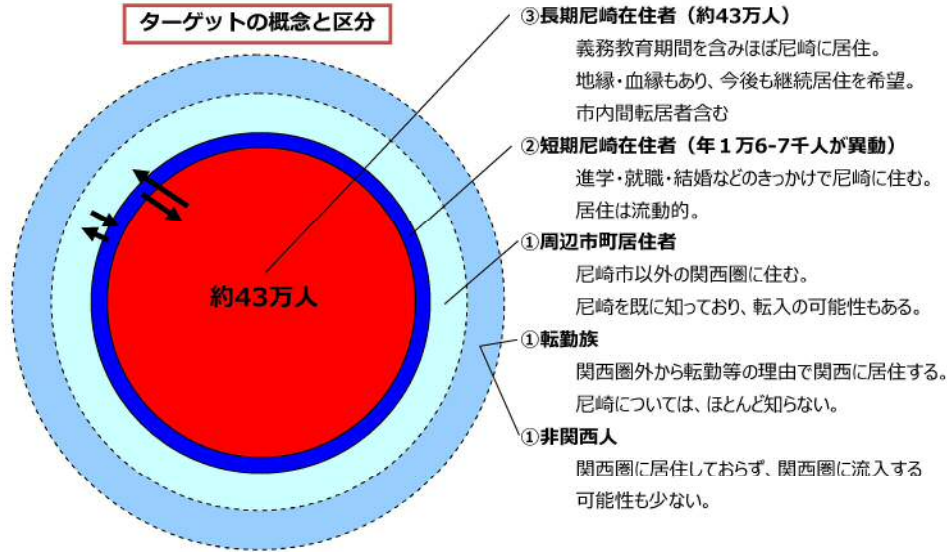 ターゲットの概念と区分
③長期尼崎在住者（約43万人）
義務教育期間を含みほぼ尼崎に居住。
地縁・血縁もあり、今後も継続居住を希望。
市内間転居者含む
②短期尼崎在住者（年１万6-7千人が異動）
進学・就職・結婚などのきっかけで尼崎に住む。
居住は流動的。
①周辺市町居住者
尼崎市以外の関西圏に住む。
尼崎を既に知っており、転入の可能性もある。
約43万人
①転勤族
関西圏外から転勤等の理由で関西に居住する。
尼崎については、ほとんど知らない。
①非関西人
関西圏に居住しておらず、関西圏に流入する
可能性も少ない。